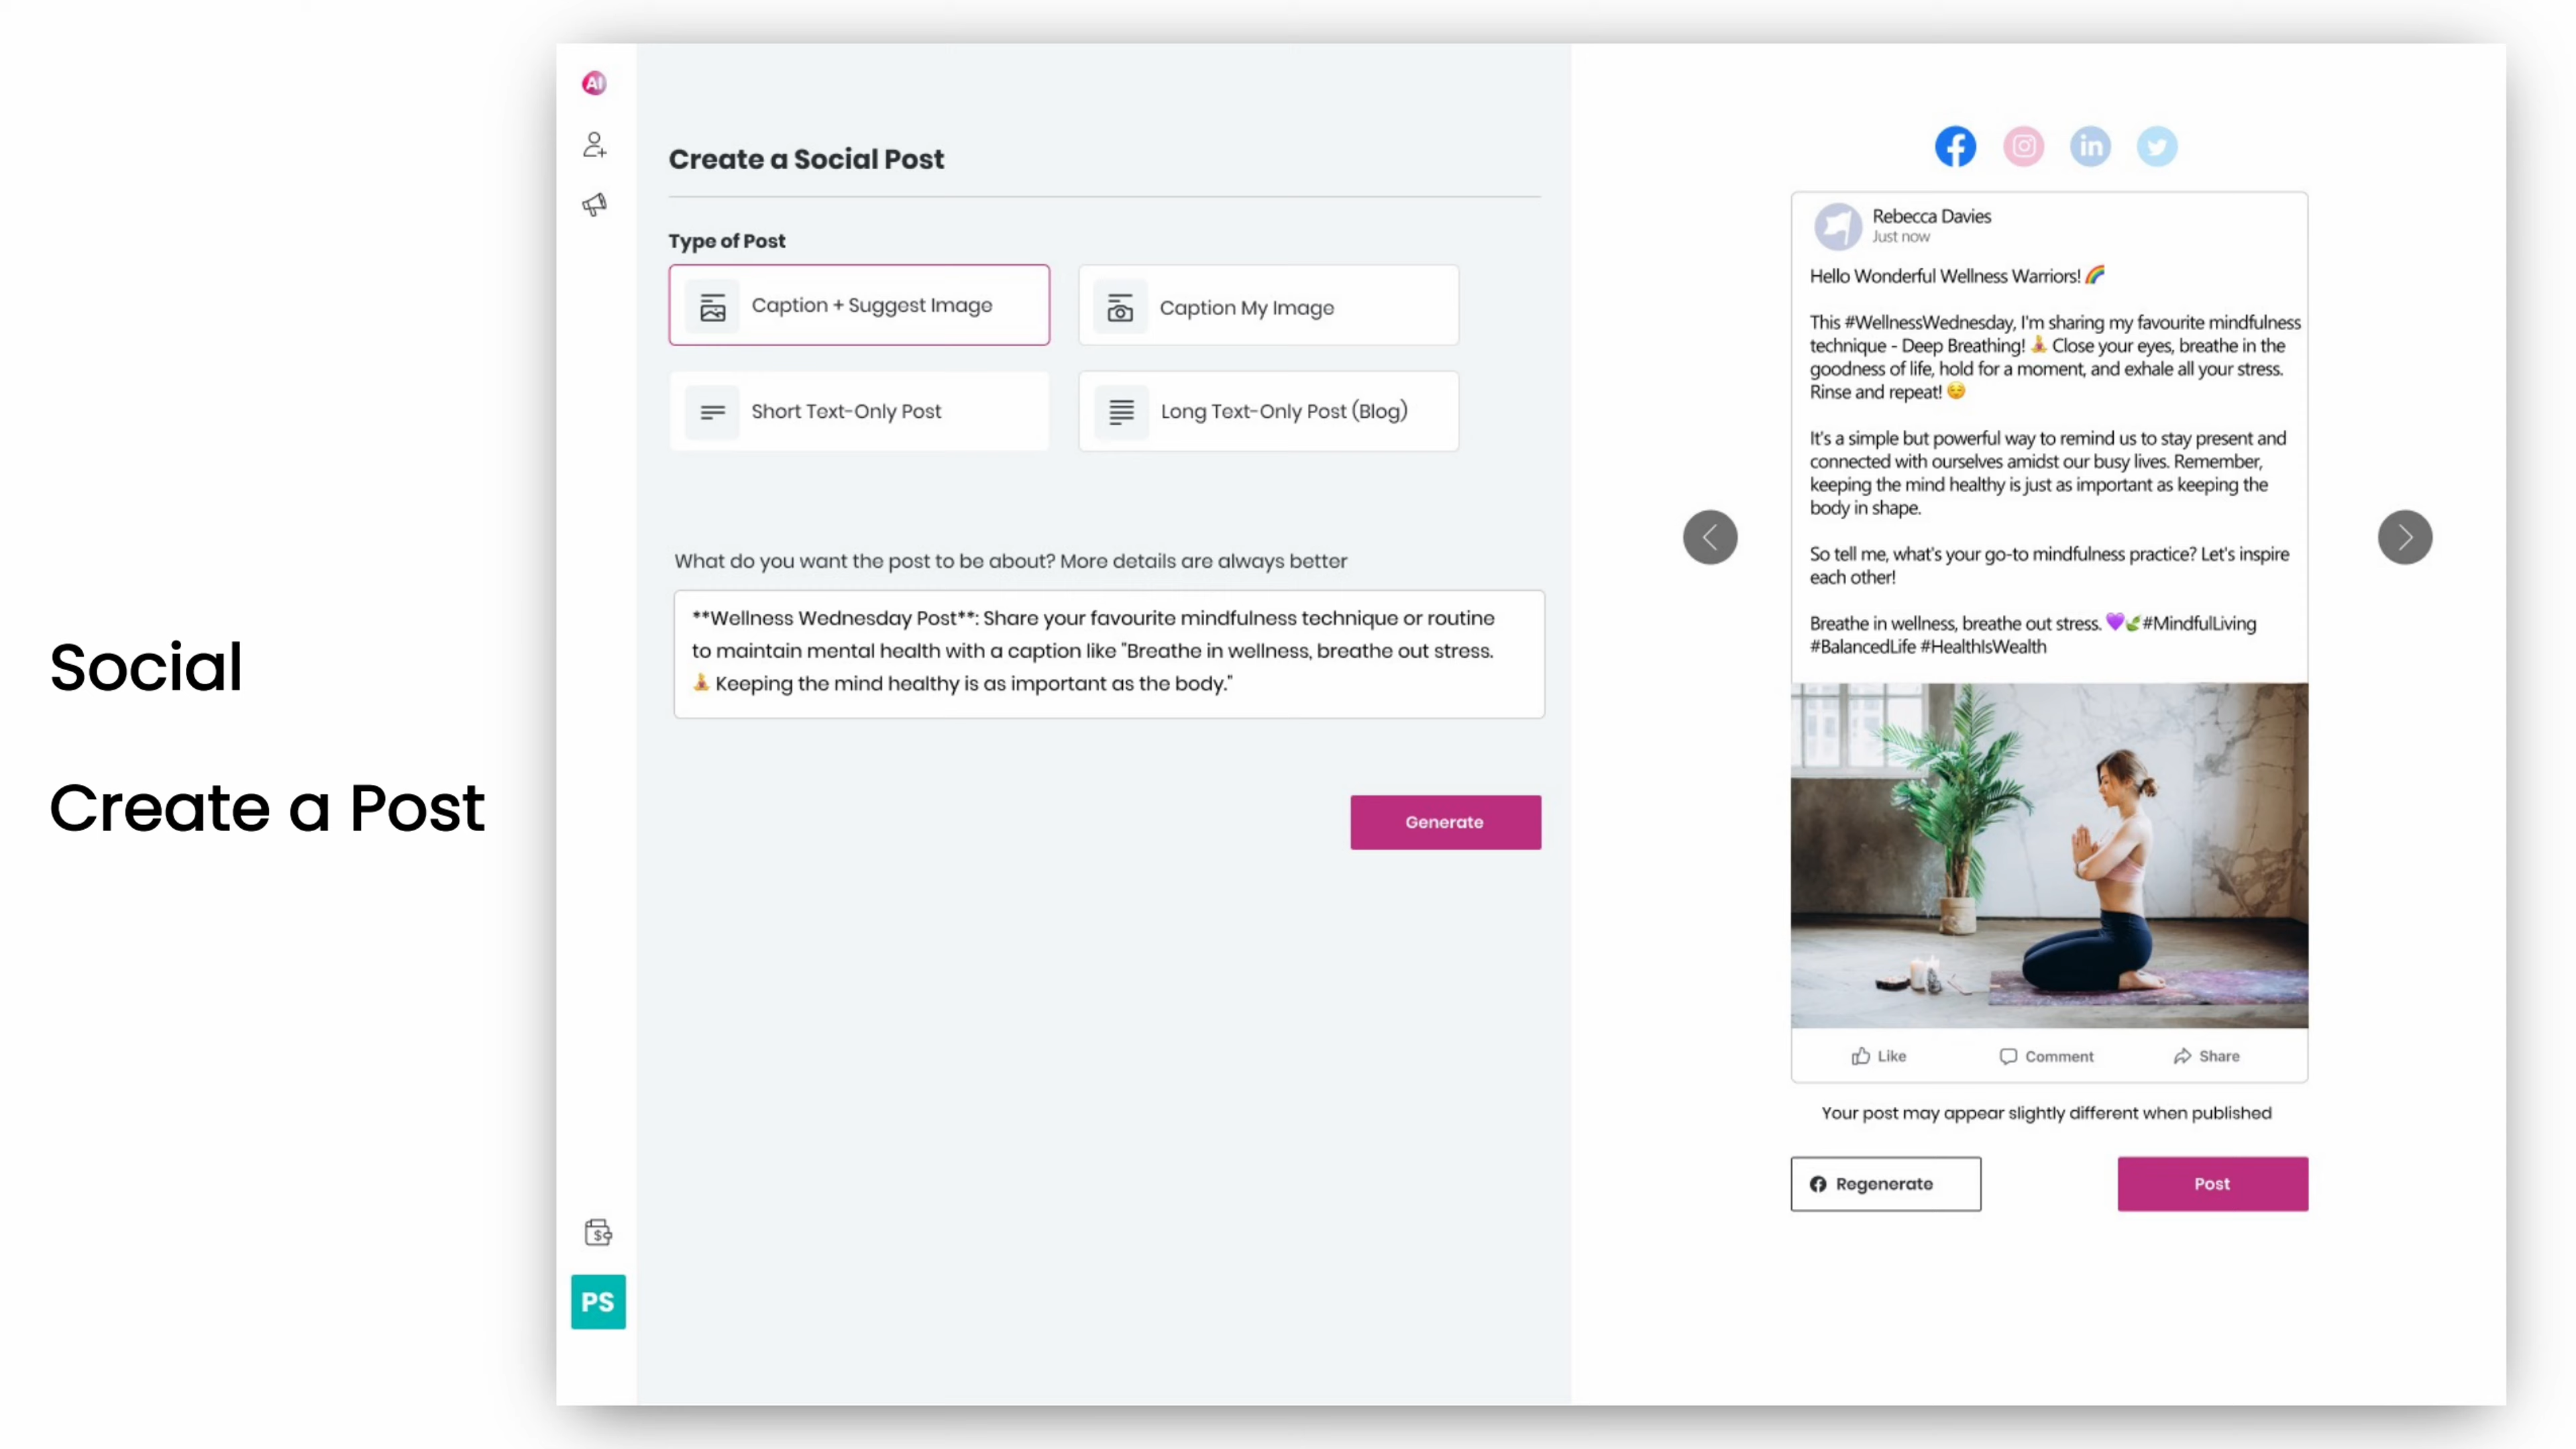 Social
Create a Post
AI
Create a Social Post
Type of Post
Caption + Suggest Image
Caption My Image
Short Text-Only Post
Long Text-Only Post (Blog)
What do you want the post to be about? More details are always better
**Wellness Wednesday Post**: Share your favourite mindfulness technique or routine
to maintain mental health with a caption like "Breathe in wellness, breathe out stress.
🧘 Keeping the mind healthy is as important as the body."
Generate
PS
Rebecca Davies
Just now
Hello Wonderful Wellness Warriors! 🌈
This #WellnessWednesday, I'm sharing my favourite mindfulness
technique - Deep Breathing! 🧘 Close your eyes, breathe in the
goodness of life, hold for a moment, and exhale all your stress.
Rinse and repeat! 😌
It's a simple but powerful way to remind us to stay present and
connected with ourselves amidst our busy lives. Remember,
keeping the mind healthy is just as important as keeping the
body in shape.
So tell me, what's your go-to mindfulness practice? Let's inspire
each other!
Breathe in wellness, breathe out stress. 💜🌿#MindfulLiving
#BalancedLife #HealthIsWealth
Like
Comment
Share
Your post may appear slightly different when published
Regenerate
Post